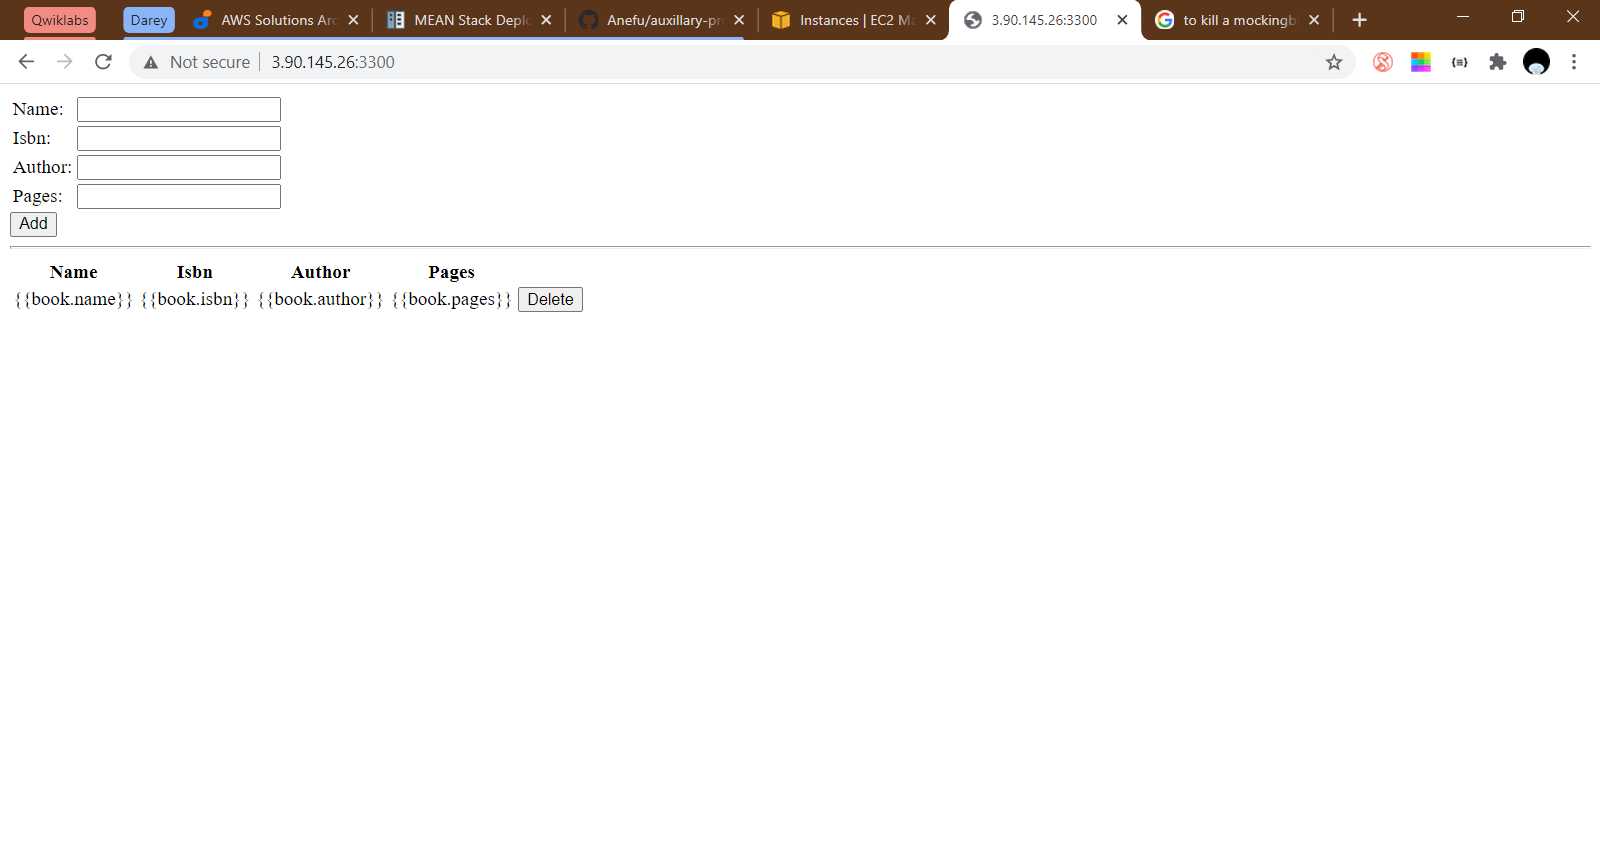 Qwiklabs Darey AWS Solutions Arc MEAN Stack Deplo Anefu/auxillary-pr Instances | EC2 Ma 3.90.145.26:3300 to kill a mockingb
Not secure 3.90.145.26:3300
Name:
Isbn:
Author:
Pages:
Add
Name Isbn Author Pages
{{book.name}} {{book.isbn}} {{book.author}} {{book.pages}} Delete